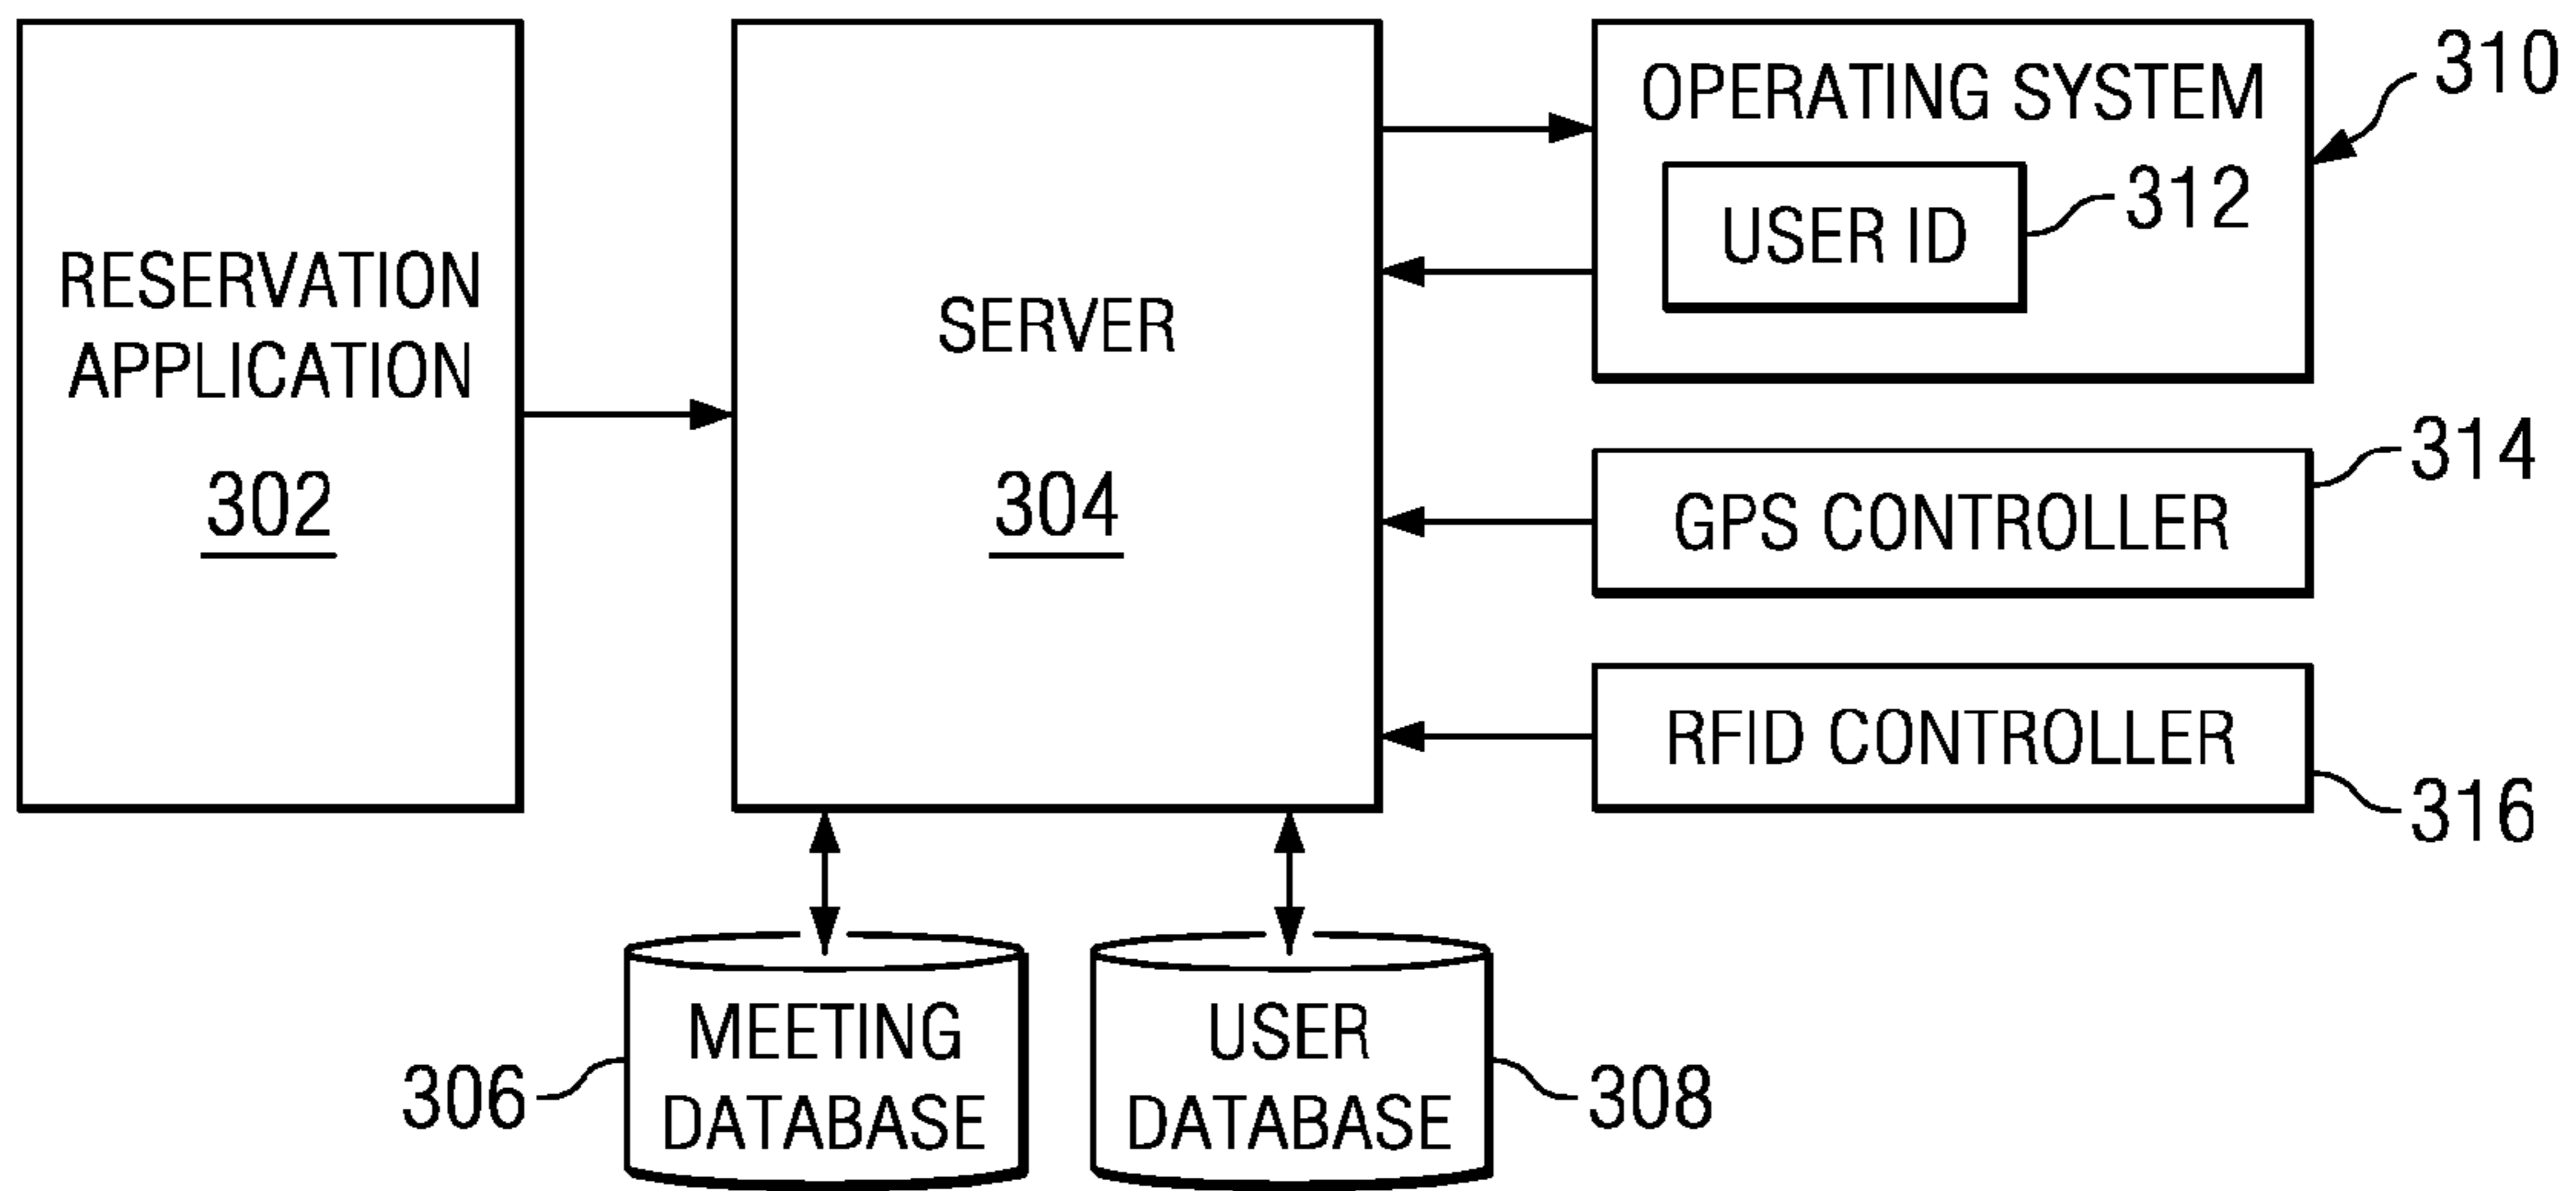 RESERVATION
APPLICATION
302
SERVER
304
OPERATING SYSTEM
310
USER ID
312
GPS CONTROLLER
314
RFID CONTROLLER
316
MEETING
DATABASE
306
USER
DATABASE
308